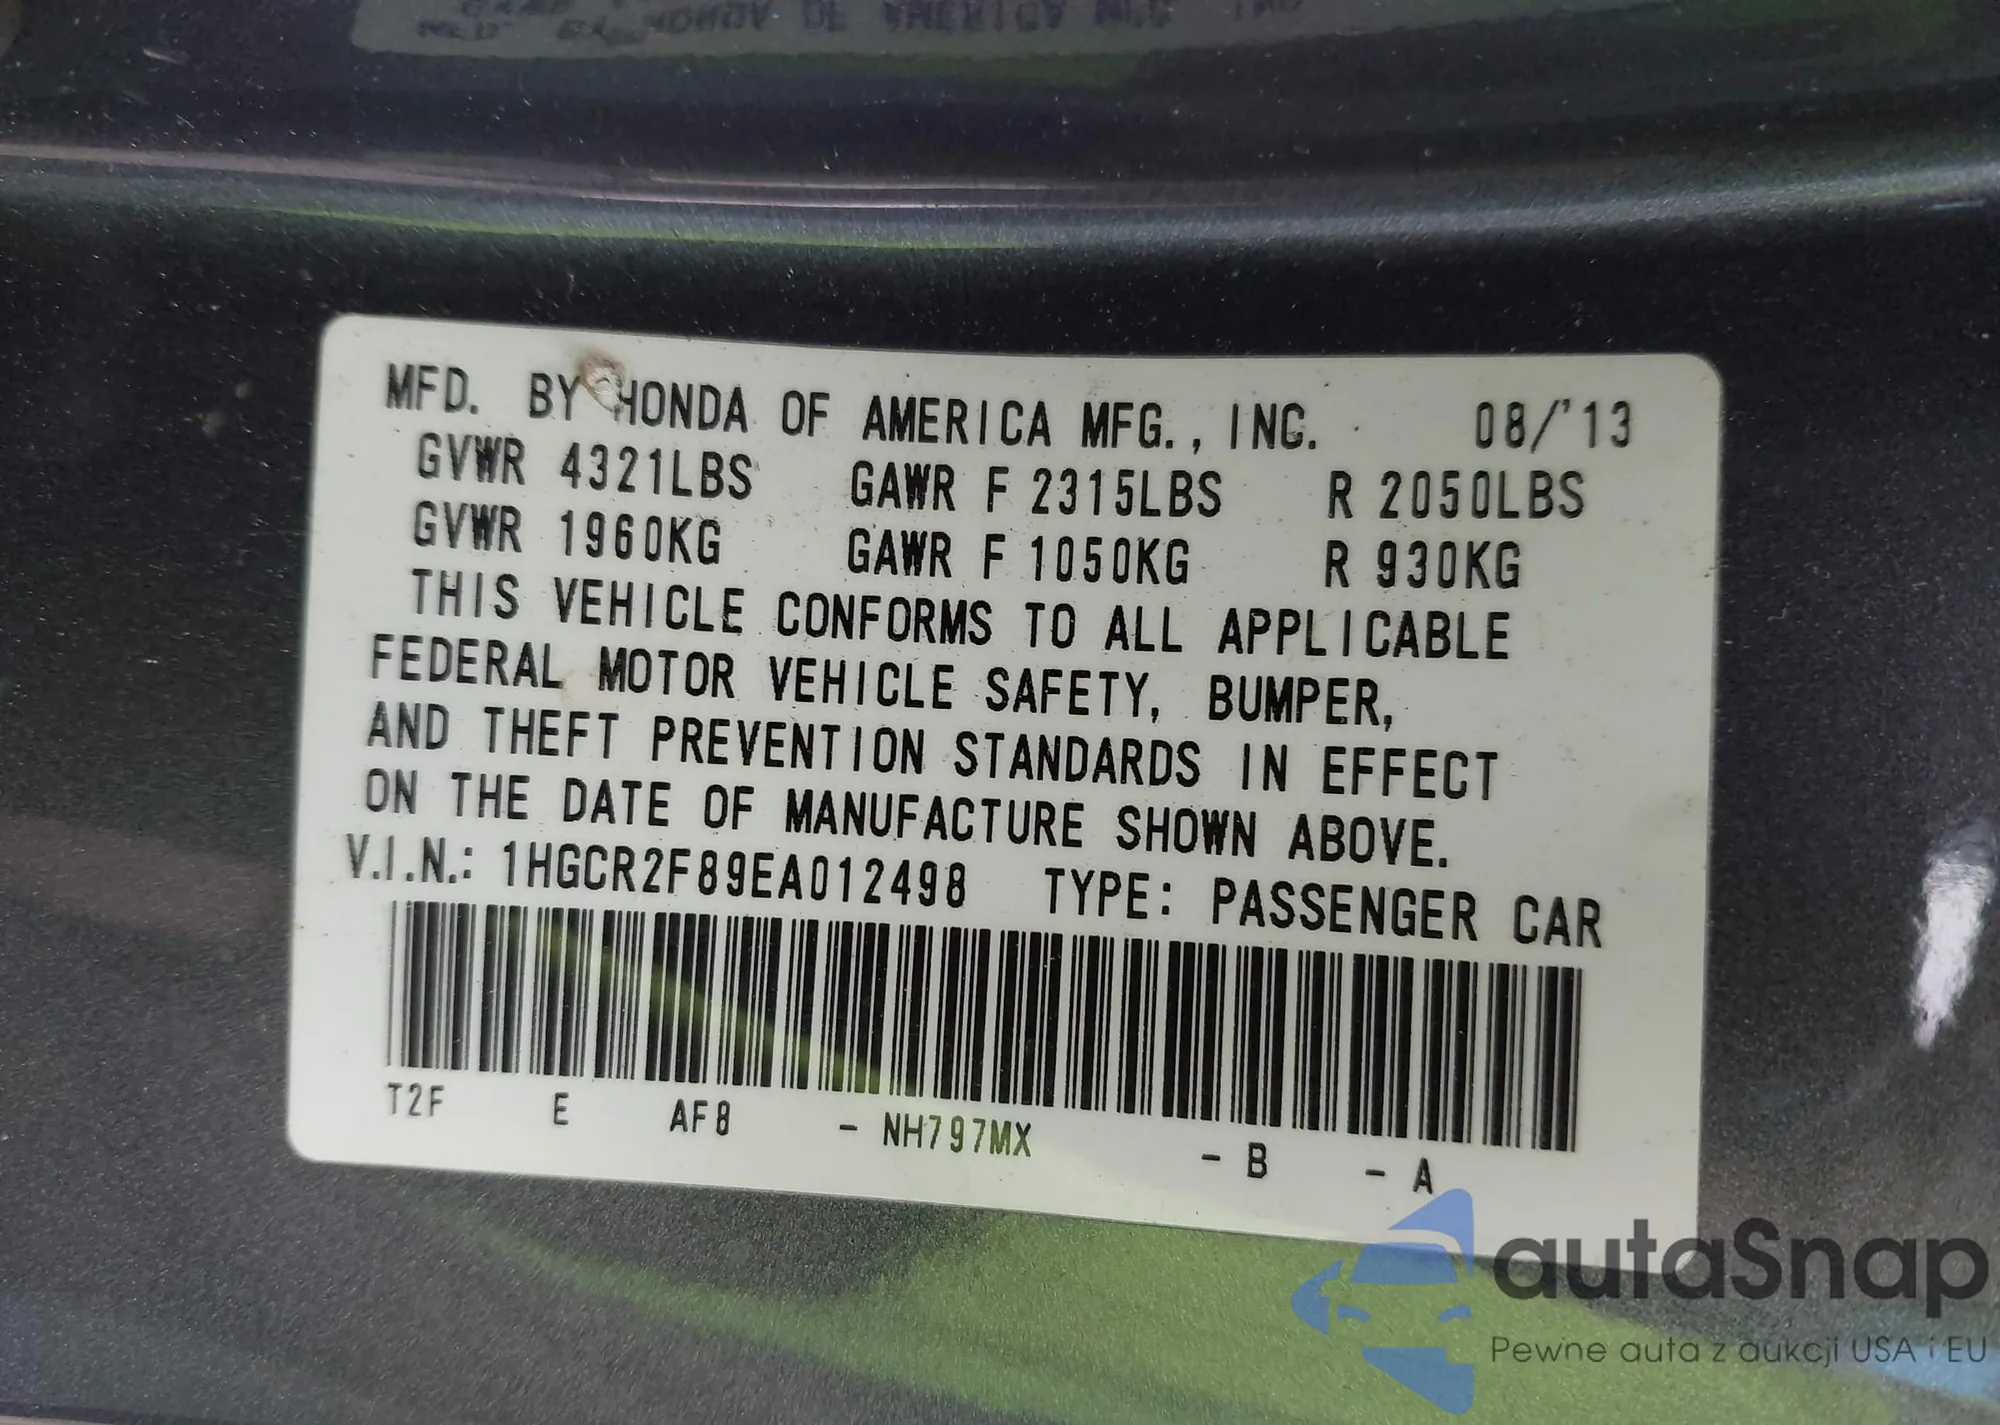 MFD. BY HONDA OF AMERICA MFG., INC. 08/'13
GVWR 4321LBS GAWR F 2315LBS R 2050LBS
GVWR 1960KG GAWR F 1050KG R 930KG
THIS VEHICLE CONFORMS TO ALL APPLICABLE
FEDERAL MOTOR VEHICLE SAFETY, BUMPER,
AND THEFT PREVENTION STANDARDS IN EFFECT
ON THE DATE OF MANUFACTURE SHOWN ABOVE.
V.I.N.: 1HGCR2F89EA012498 TYPE: PASSENGER CAR
T2F E AF8 - NH797MX - B - A
autaSnap
Pewne auta z aukcji USA i EU